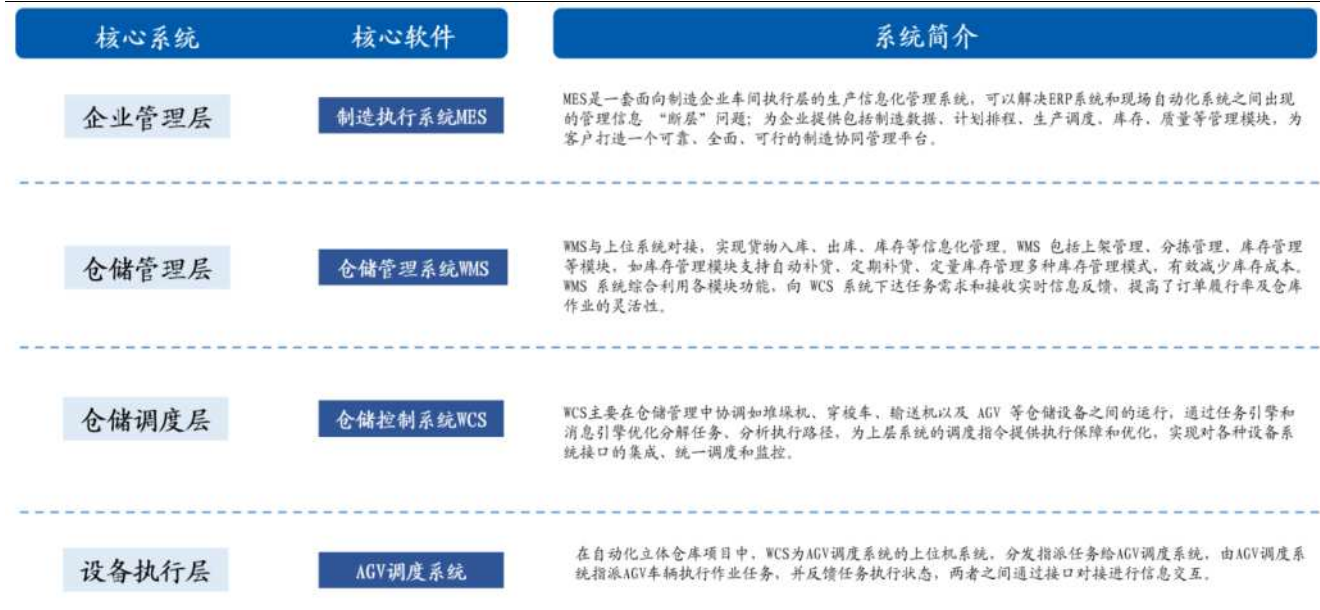 核心系统 核心软件 系统简介
企业管理层 制造执行系统MES
MES是一套面向制造企业车间执行层的生产信息化管理系统，可以解决ERP系统和现场自动化系统之间出现
的管理信息 “断层”问题；为企业提供包括制造数据、计划排程、生产调度、库存、质量等管理模块，为
客户打造一个可靠、全面、可行的制造协同管理平台。
仓储管理层 仓储管理系统WMS
WMS与上位系统对接，实现货物入库、出库、库存等信息化管理。WMS 包括上架管理、分拣管理、库存管理
等模块，如库存管理模块支持自动补货、定期补货、定量库存管理多种库存管理模式，有效减少库存成本。
WMS 系统综合利用各模块功能，向 WCS 系统下达任务需求和接收实时信息反馈，提高了订单履行率及仓库
作业的灵活性。
仓储调度层 仓储控制系统WCS
WCS主要在仓储管理中协调如堆垛机、穿梭车、输送机以及 AGV 等仓储设备之间的运行，通过任务引擎和
消息引擎优化分解任务、分析执行路径，为上层系统的调度指令提供执行保障和优化，实现对各种设备系
统接口的集成、统一调度和监控。
设备执行层 AGV调度系统
在自动化立体仓库项目中，WCS为AGV调度系统的上位机系统，分发指派任务给AGV调度系统，由AGV调度系
统指派AGV车辆执行作业任务，并反馈任务执行状态，两者之间通过接口对接进行信息交互。